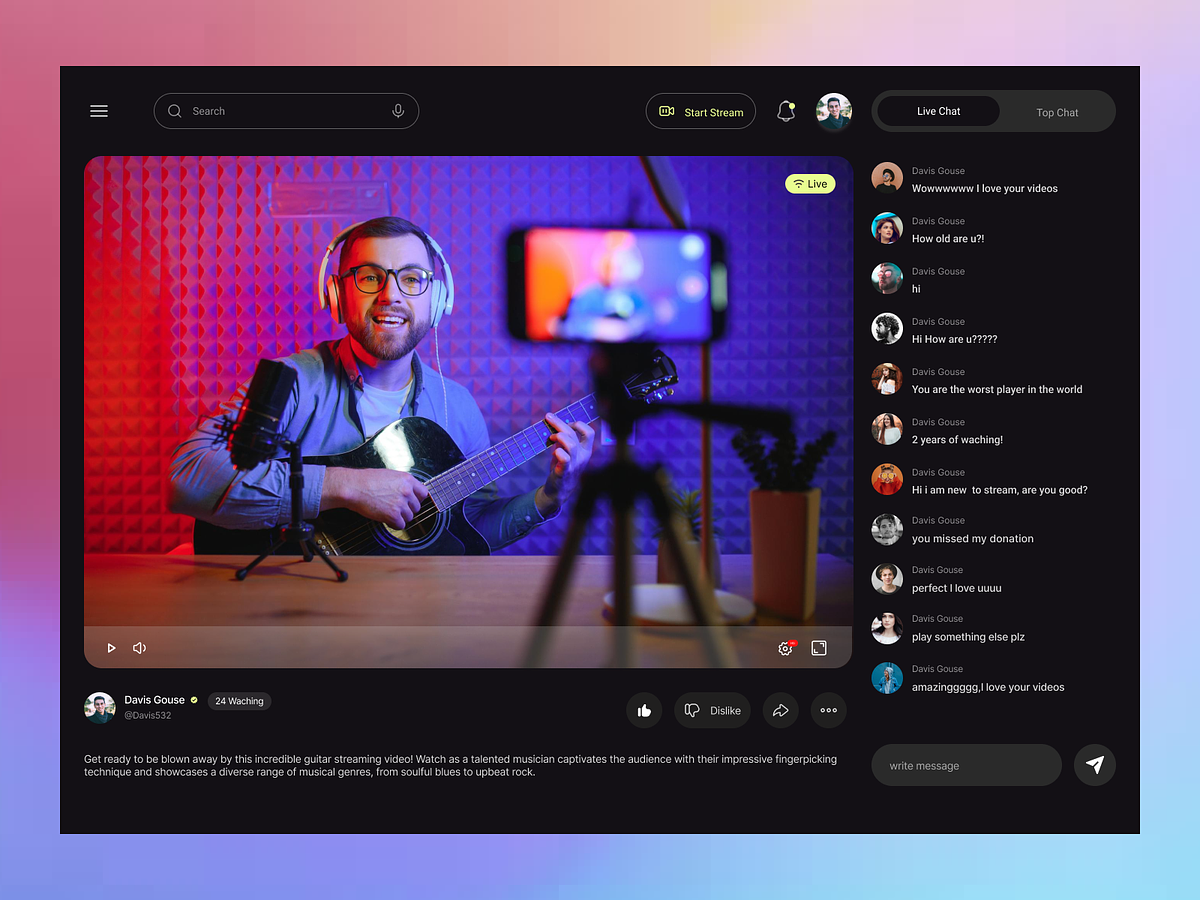 Search
Start Stream
Live Chat
Top Chat
Live
Davis Gouse
Wowwwwww I love your videos
Davis Gouse
How old are u?!
Davis Gouse
hi
Davis Gouse
Hi How are u?????
Davis Gouse
You are the worst player in the world
Davis Gouse
2 years of waching!
Davis Gouse
Hi i am new  to stream, are you good?
Davis Gouse
you missed my donation
Davis Gouse
perfect I love uuuu
Davis Gouse
play something else plz
Davis Gouse
amazinggggg,I love your videos
Davis Gouse
24 Waching
@Davis532
Dislike
Get ready to be blown away by this incredible guitar streaming video! Watch as a talented musician captivates the audience with their impressive fingerpicking
technique and showcases a diverse range of musical genres, from soulful blues to upbeat rock.
write message